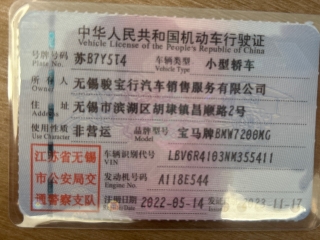 中华人民共和国机动车行驶证
Vehicle License of the People's Republic of China
号牌号码 苏B7Y5T4 车辆类型 小型轿车
Plate No. Vehicle Type
所有人 无锡骏宝行汽车销售服务有限公司
Owner
住址 无锡市滨湖区胡埭镇昌顺路2号
Address
使用性质 非营运 品牌型号 宝马牌BMW7200MG
江苏省无锡
市公安局交
通警察支队
车辆识别代号 LBV6R4103NM355411
VIN
发动机号码 A118E544
Engine No.
注册日期 2022-05-14